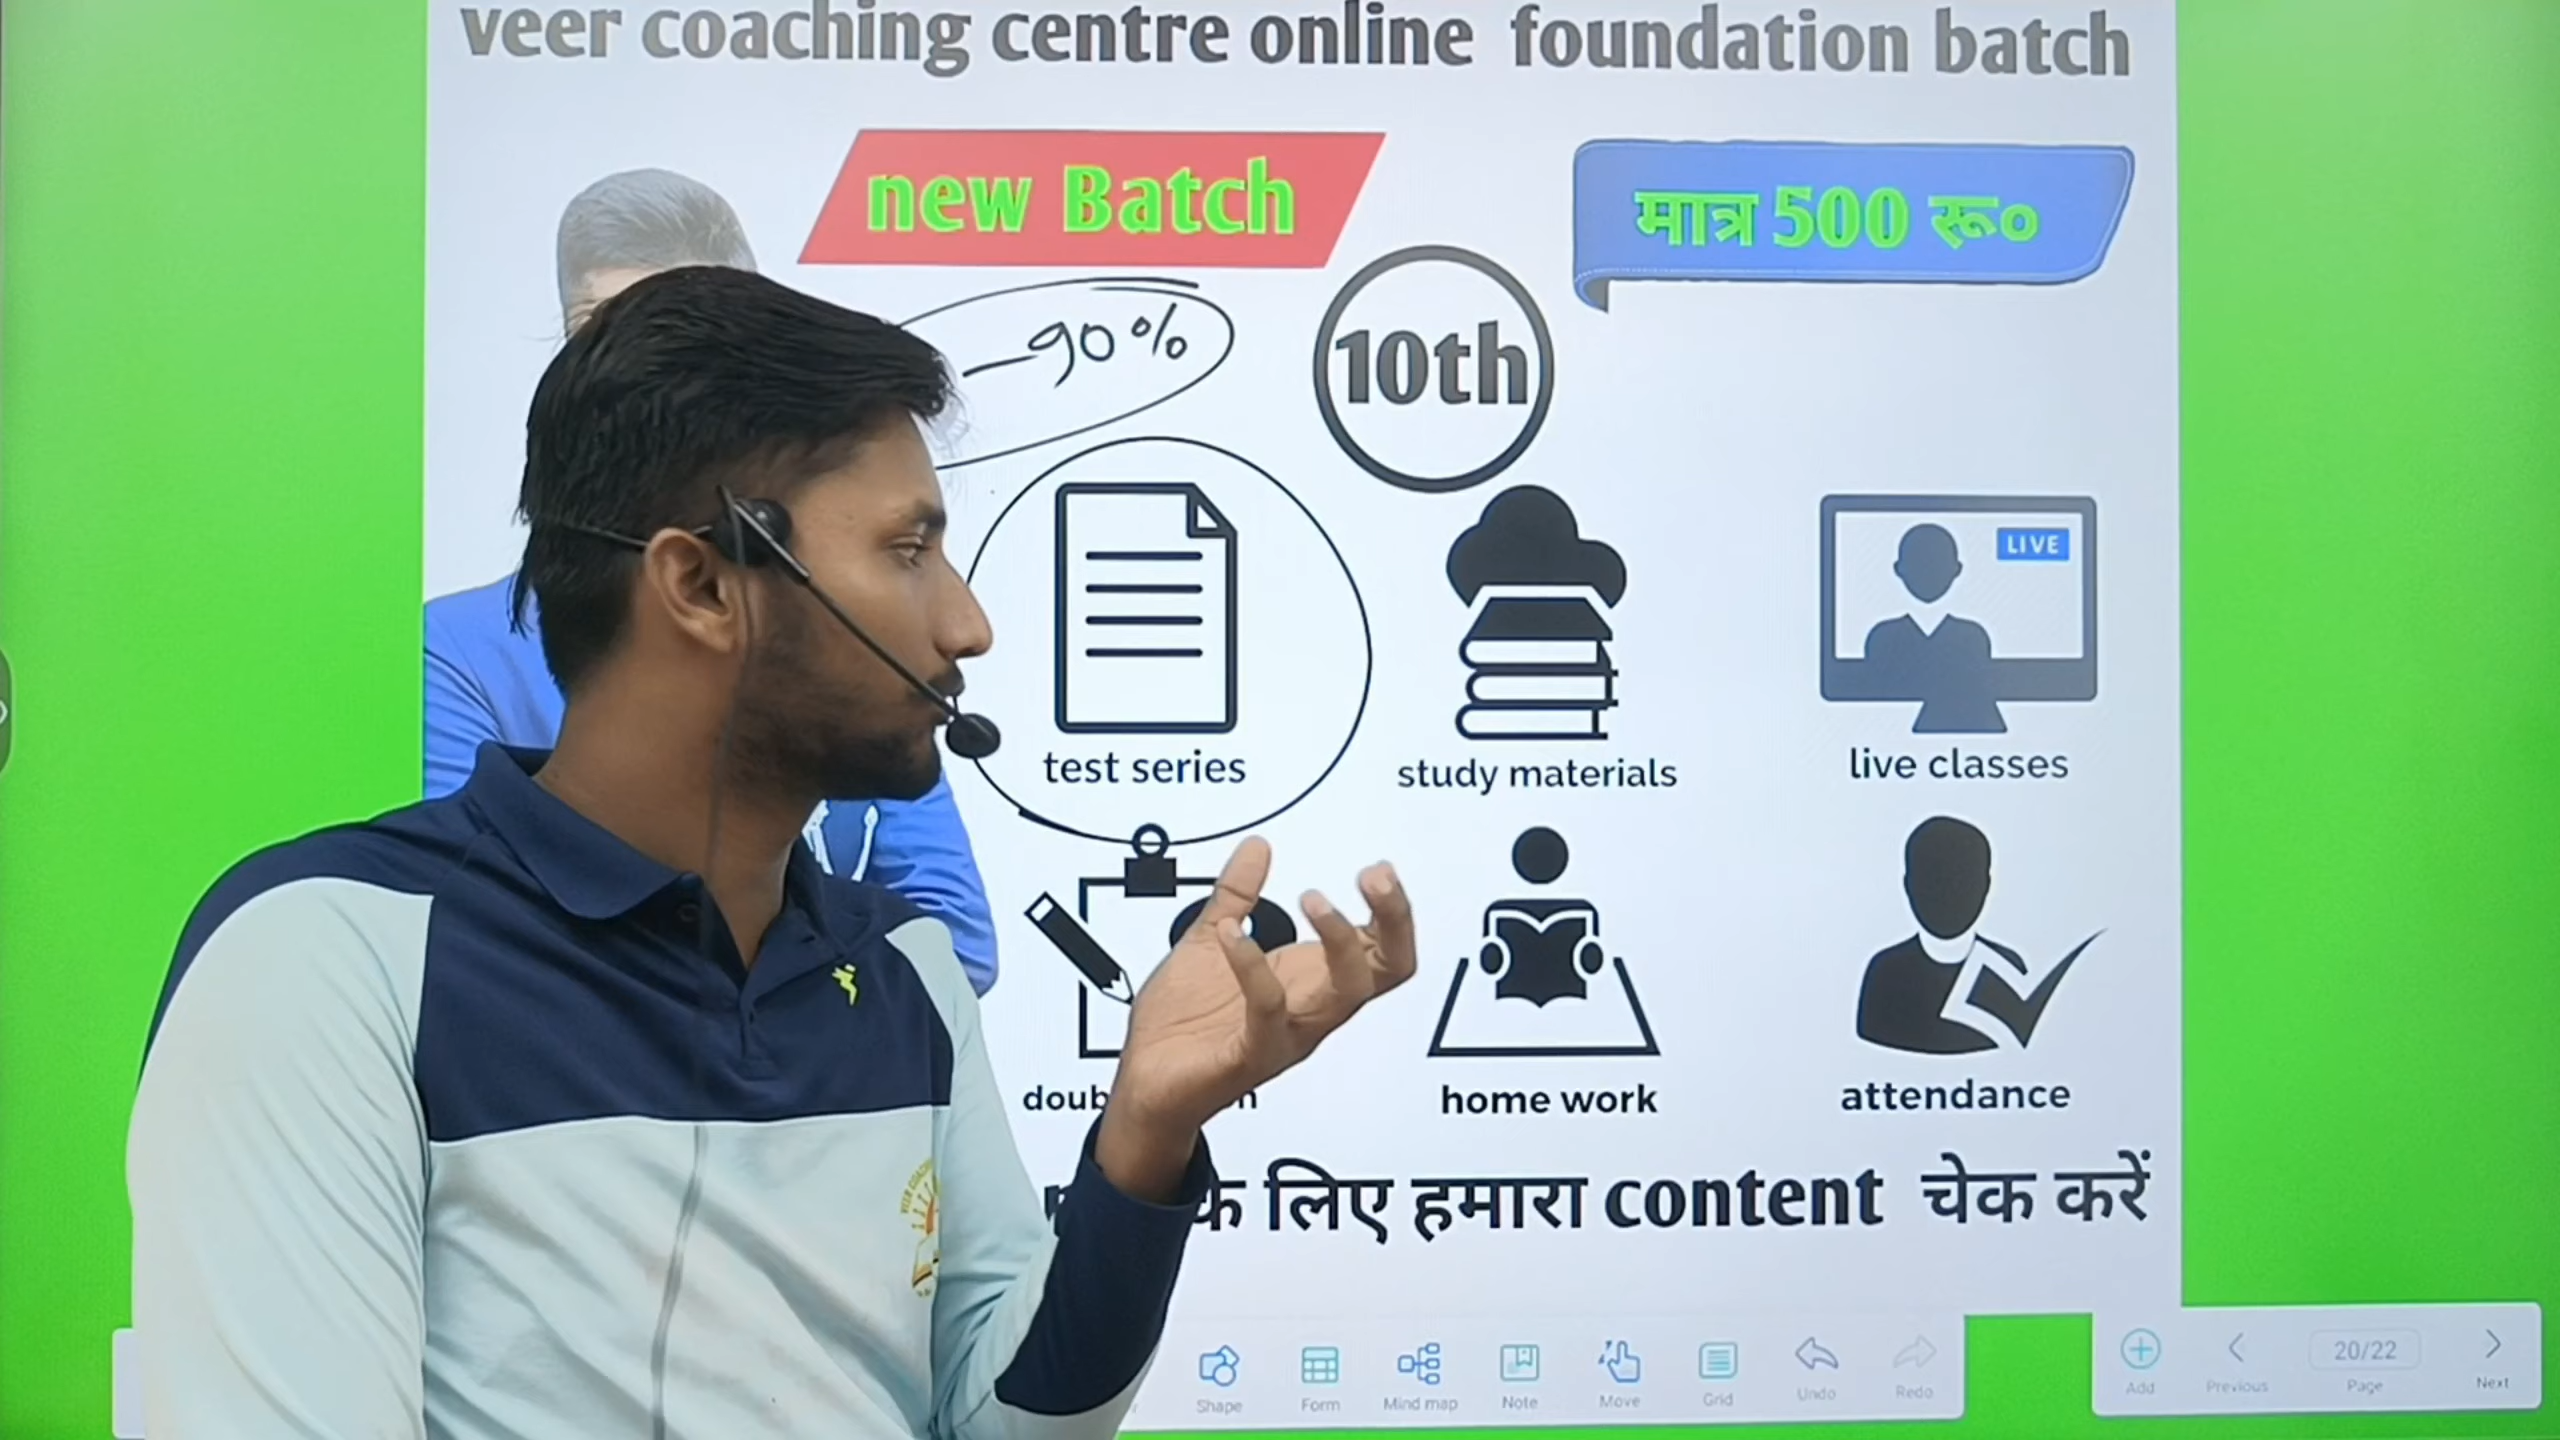 veer coaching centre online foundation batch
new Batch
मात्र 500 रू०
90%
10th
LIVE
test series
study materials
live classes
home work
attendance
के लिए हमारा content चेक करें
VEER COACHING
Shape
Form
Mind map
Note
Move
Grid
Undo
Redo
Add
Previous
20/22
Page
Next